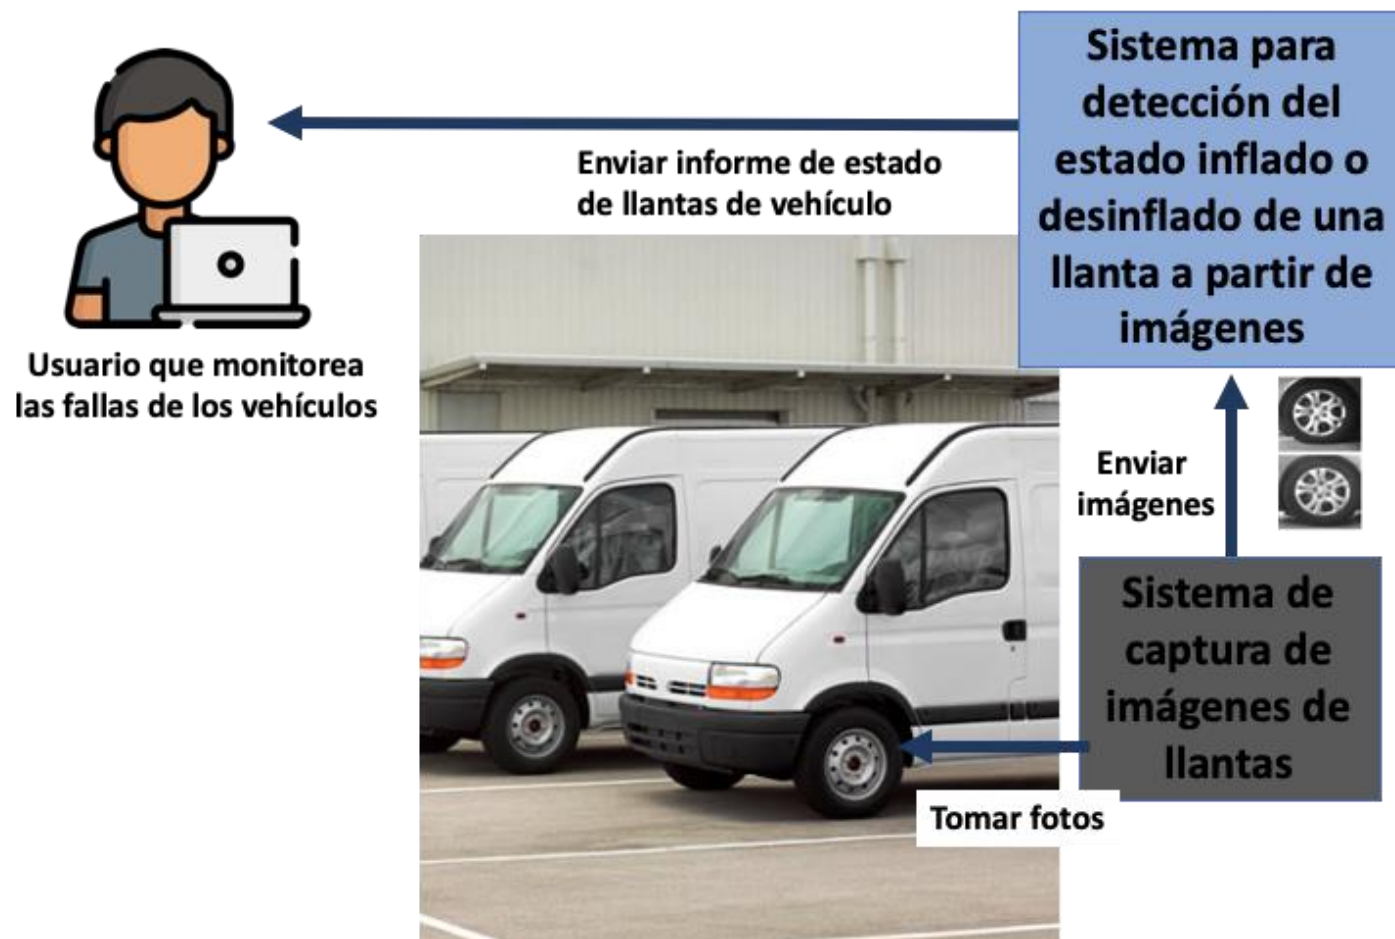 Sistema para
detección del
estado inflado o
desinflado de una
llanta a partir de
imágenes
Enviar informe de estado
de llantas de vehículo
Usuario que monitorea
las fallas de los vehículos
Enviar
imágenes
Sistema de
captura de
imágenes de
llantas
Tomar fotos